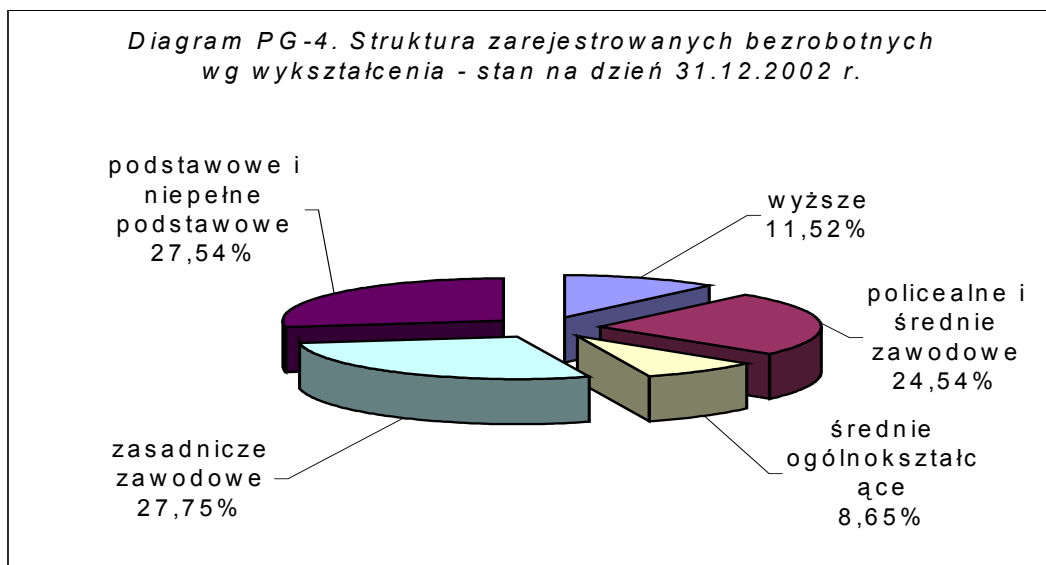 Diagram PG-4. Struktura zarejestrowanych bezrobotnych
wg wykształcenia - stan na dzień 31.12.2002 r.
podstawowe i
niepełne
podstawowe
27,54%
wyższe
11,52%
policealne i
średnie
zawodowe
24,54%
średnie
ogólnokształc
ące
8,65%
zasadnicze
zawodowe
27,75%